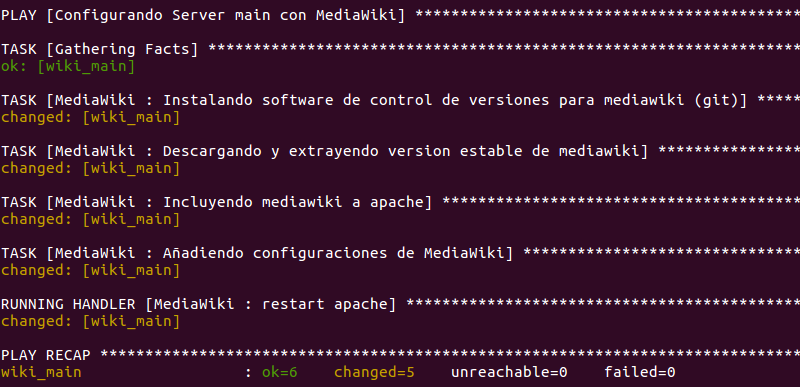 PLAY [Configurando Server main con MediaWiki] **********************************************
TASK [Gathering Facts] *********************************************************************
ok: [wiki_main]
TASK [MediaWiki : Instalando software de control de versiones para mediawiki (git)] *****
changed: [wiki_main]
TASK [MediaWiki : Descargando y extrayendo version estable de mediawiki] ****************
changed: [wiki_main]
TASK [MediaWiki : Incluyendo mediawiki a apache] ****************************************
changed: [wiki_main]
TASK [MediaWiki : Añadiendo configuraciones de MediaWiki] *******************************
changed: [wiki_main]
RUNNING HANDLER [MediaWiki : restart apache] ********************************************
changed: [wiki_main]
PLAY RECAP ******************************************************************************
wiki_main                  : ok=6    changed=5    unreachable=0    failed=0